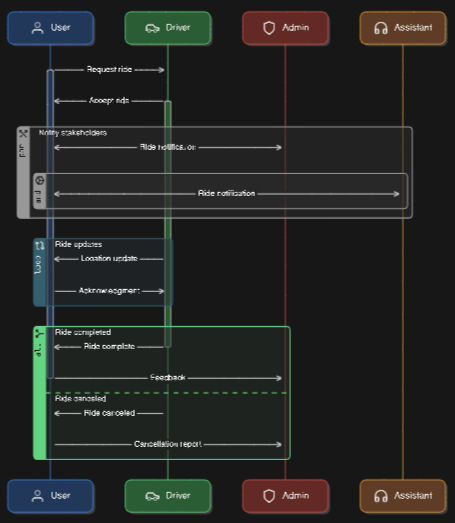 User Driver Admin Assistant
Request ride
Accept ride
par
Notify stakeholders
Ride notification
and
Ride notification
loop
Ride updates
Location update
Acknowledgment
alt
Ride completed
Ride complete
Feedback
Ride canceled
Ride canceled
Cancellation report
User Driver Admin Assistant